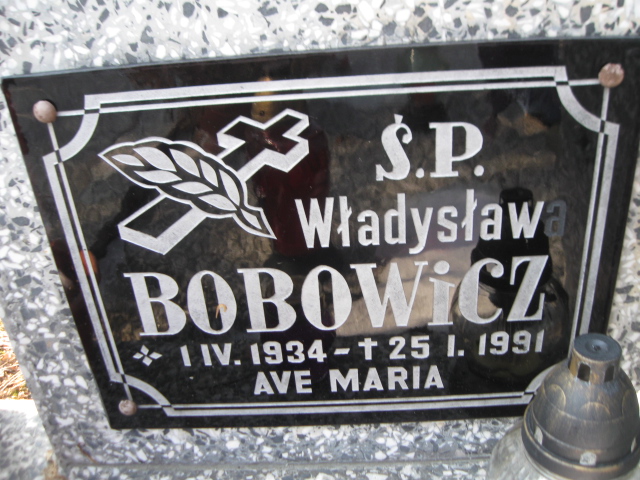 Ś.P.
Władysława
BOBOWiCZ
1 IV. 1934 - † 25 I. 1991
AVE MARIA